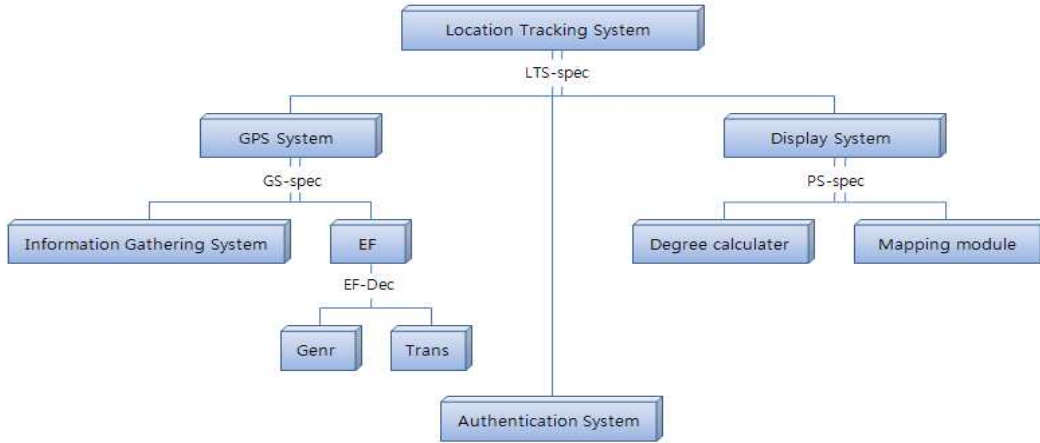 Location Tracking System
LTS-spec
GPS System
Display System
GS-spec
PS-spec
Information Gathering System
EF
Degree calculater
Mapping module
EF-Dec
Genr
Trans
Authentication System